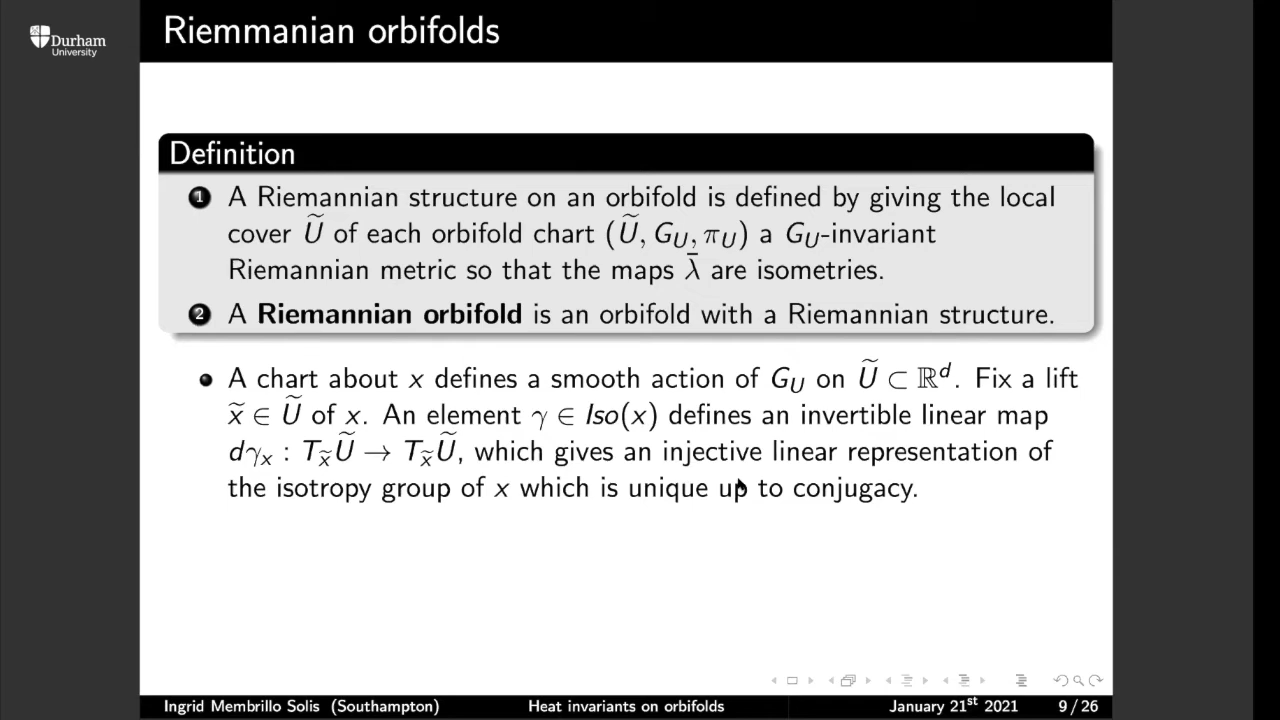 Durham
University
Riemmanian orbifolds
Definition
1 A Riemannian structure on an orbifold is defined by giving the local
cover Ũ of each orbifold chart (Ũ, G_U, π_U) a G_U-invariant
Riemannian metric so that the maps λ̄ are isometries.
2 A Riemannian orbifold is an orbifold with a Riemannian structure.
• A chart about x defines a smooth action of G_U on Ũ ⊂ ℝ^d. Fix a lift
x̃ ∈ Ũ of x. An element γ ∈ Iso(x) defines an invertible linear map
dγ_x : T_x̃ Ũ → T_x̃ Ũ, which gives an injective linear representation of
the isotropy group of x which is unique up to conjugacy.
Ingrid Membrillo Solis (Southampton) Heat invariants on orbifolds January 21st 2021 9 / 26